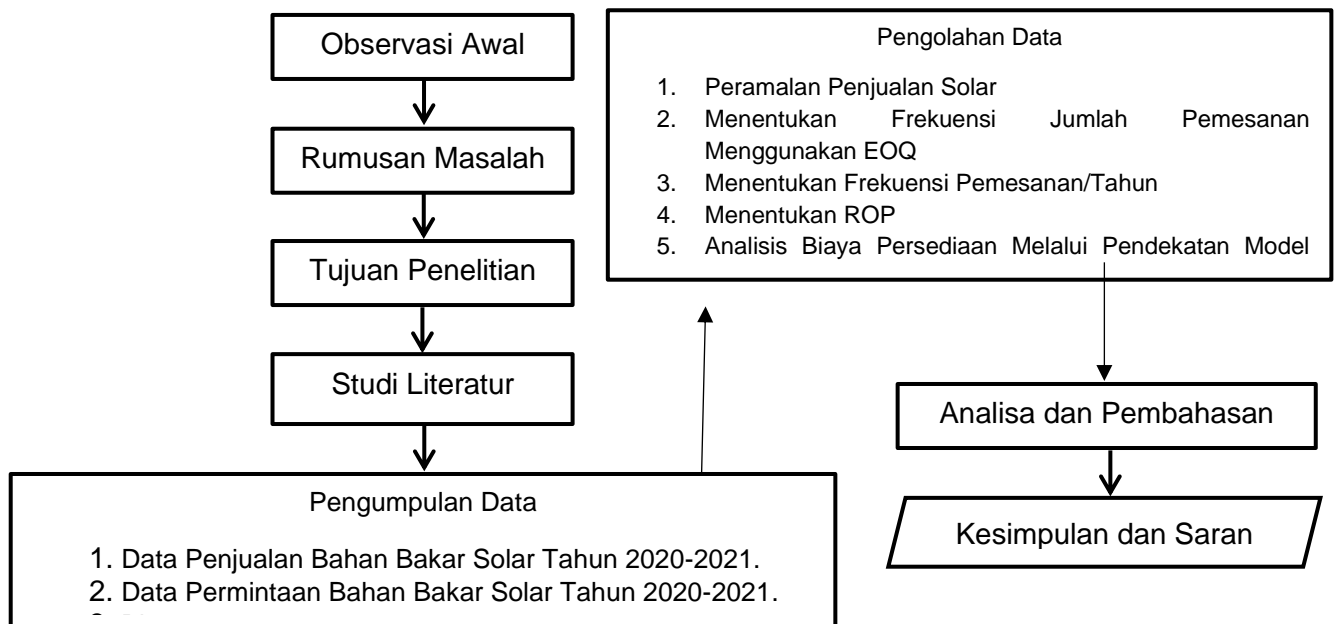 Observasi Awal
Rumusan Masalah
Tujuan Penelitian
Studi Literatur
Pengumpulan Data
1. Data Penjualan Bahan Bakar Solar Tahun 2020-2021.
2. Data Permintaan Bahan Bakar Solar Tahun 2020-2021.
Pengolahan Data
1. Peramalan Penjualan Solar
2. Menentukan Frekuensi Jumlah Pemesanan
Menggunakan EOQ
3. Menentukan Frekuensi Pemesanan/Tahun
4. Menentukan ROP
5. Analisis Biaya Persediaan Melalui Pendekatan Model
Analisa dan Pembahasan
Kesimpulan dan Saran